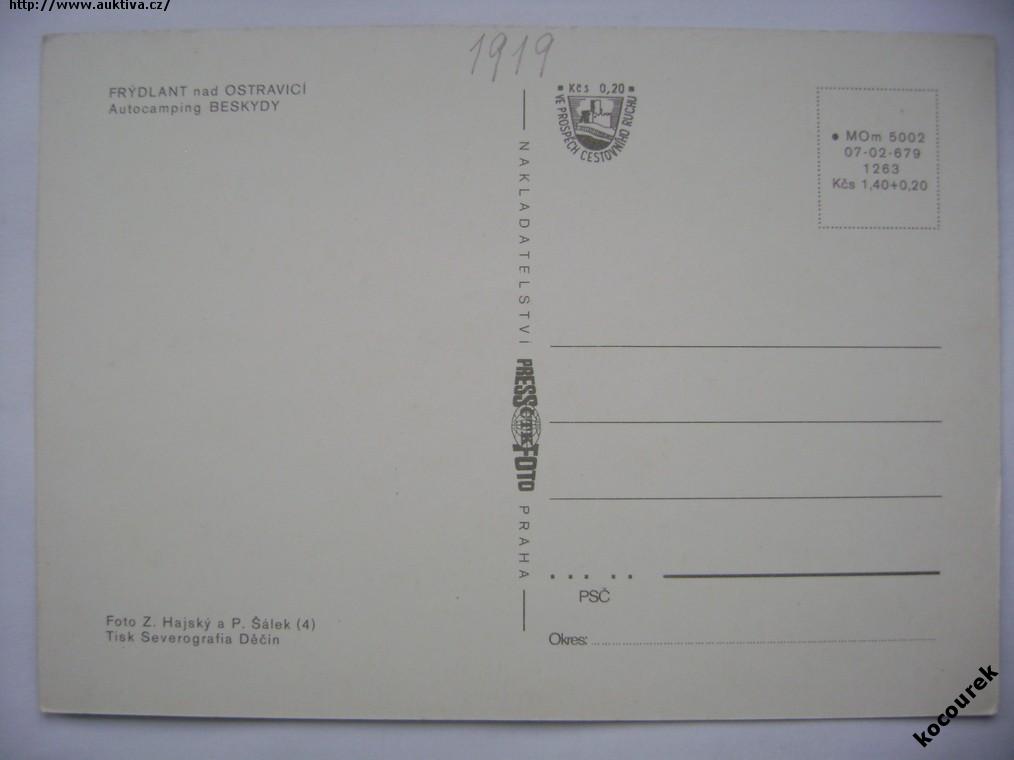 http://www.auktiva.cz/
1919
FRÝDLANT nad OSTRAVICÍ
Autocamping BESKYDY
Kčs 0,20
VE PROSPĚCH CESTOVNÍHO RUCHU
MOm 5002
07-02-679
1263
Kčs 1,40+0,20
NAKLADATELSTVÍ
PRESS
ČTK
FOTO
PRAHA
PSČ
Okres:
Foto Z. Hajský a P. Šálek (4)
Tisk Severografia Děčín
kocourek